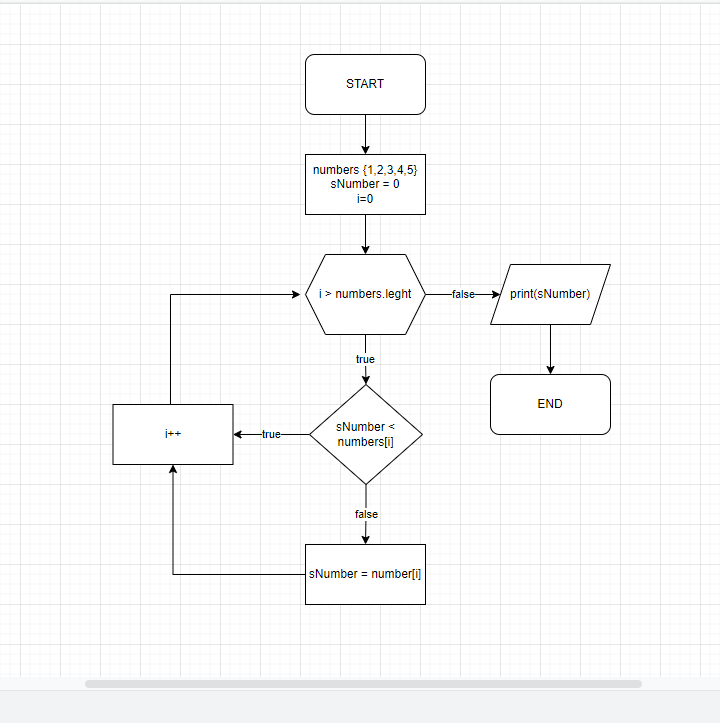 START
numbers {1,2,3,4,5}
sNumber = 0
i=0
i > numbers.leght
false
print(sNumber)
true
END
sNumber <
numbers[i]
true
i++
false
sNumber = number[i]